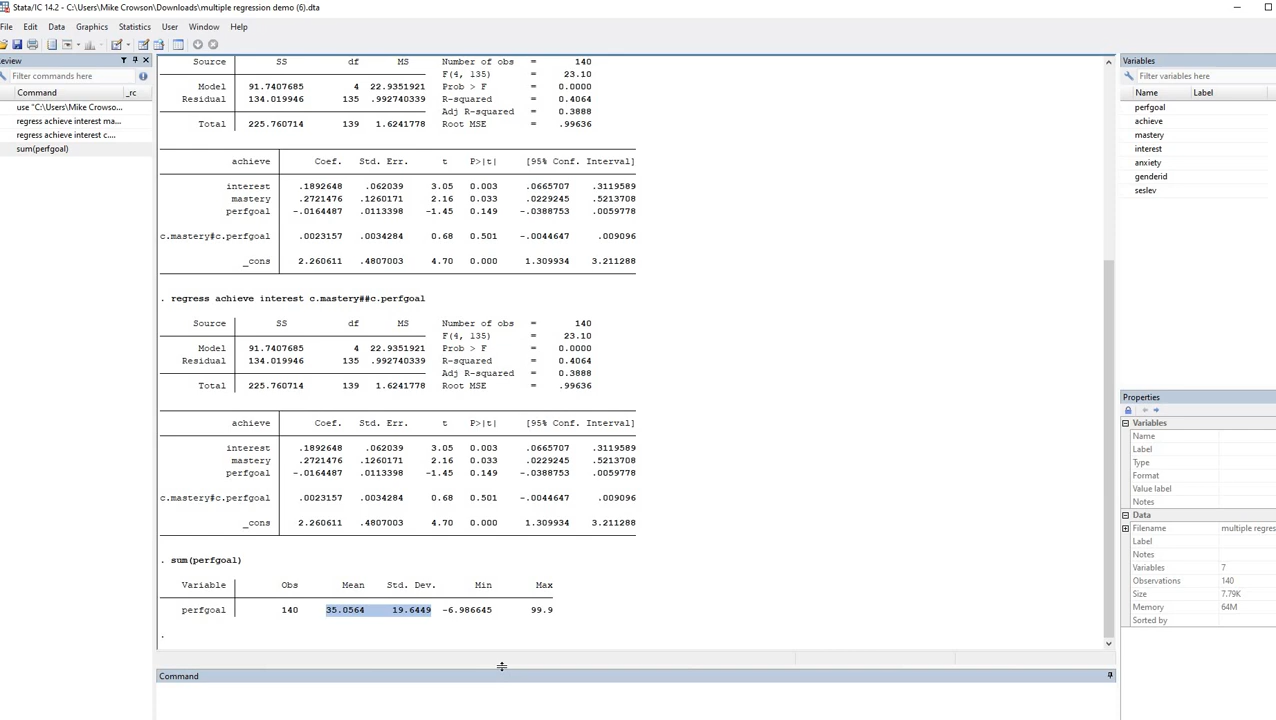 Stata/IC 14.2 - C:\Users\Mike Crowson\Downloads\multiple regression demo (6).dta
File Edit Data Graphics Statistics User Window Help
eview
Filter commands here
Command _rc
use "C:\Users\Mike Crowso...
regress achieve interest ma...
regress achieve interest c....
sum(perfgoal)
Source SS df MS Number of obs = 140
F(4, 135) = 23.10
Model 91.7407685 4 22.9351921 Prob > F = 0.0000
Residual 134.019946 135 .992740339 R-squared = 0.4064
Adj R-squared = 0.3888
Total 225.760714 139 1.6241778 Root MSE = .99636
achieve Coef. Std. Err. t P>|t| [95% Conf. Interval]
interest .1892648 .062039 3.05 0.003 .0665707 .3119589
mastery .2721476 .1260171 2.16 0.033 .0229245 .5213708
perfgoal -.0164487 .0113398 -1.45 0.149 -.0388753 .0059778
c.mastery#c.perfgoal .0023157 .0034284 0.68 0.501 -.0044647 .009096
_cons 2.260611 .4807003 4.70 0.000 1.309934 3.211288
. regress achieve interest c.mastery##c.perfgoal
Source SS df MS Number of obs = 140
F(4, 135) = 23.10
Model 91.7407685 4 22.9351921 Prob > F = 0.0000
Residual 134.019946 135 .992740339 R-squared = 0.4064
Adj R-squared = 0.3888
Total 225.760714 139 1.6241778 Root MSE = .99636
achieve Coef. Std. Err. t P>|t| [95% Conf. Interval]
interest .1892648 .062039 3.05 0.003 .0665707 .3119589
mastery .2721476 .1260171 2.16 0.033 .0229245 .5213708
perfgoal -.0164487 .0113398 -1.45 0.149 -.0388753 .0059778
c.mastery#c.perfgoal .0023157 .0034284 0.68 0.501 -.0044647 .009096
_cons 2.260611 .4807003 4.70 0.000 1.309934 3.211288
. sum(perfgoal)
Variable Obs Mean Std. Dev. Min Max
perfgoal 140 35.0564 19.6449 -6.986645 99.9
.
Command
Variables
Filter variables here
Name Label
perfgoal
achieve
mastery
interest
anxiety
genderid
seslev
Properties
Variables
Name
Label
Type
Format
Value label
Notes
Data
Filename multiple regres
Label
Notes
Variables 7
Observations 140
Size 7.79K
Memory 64M
Sorted by